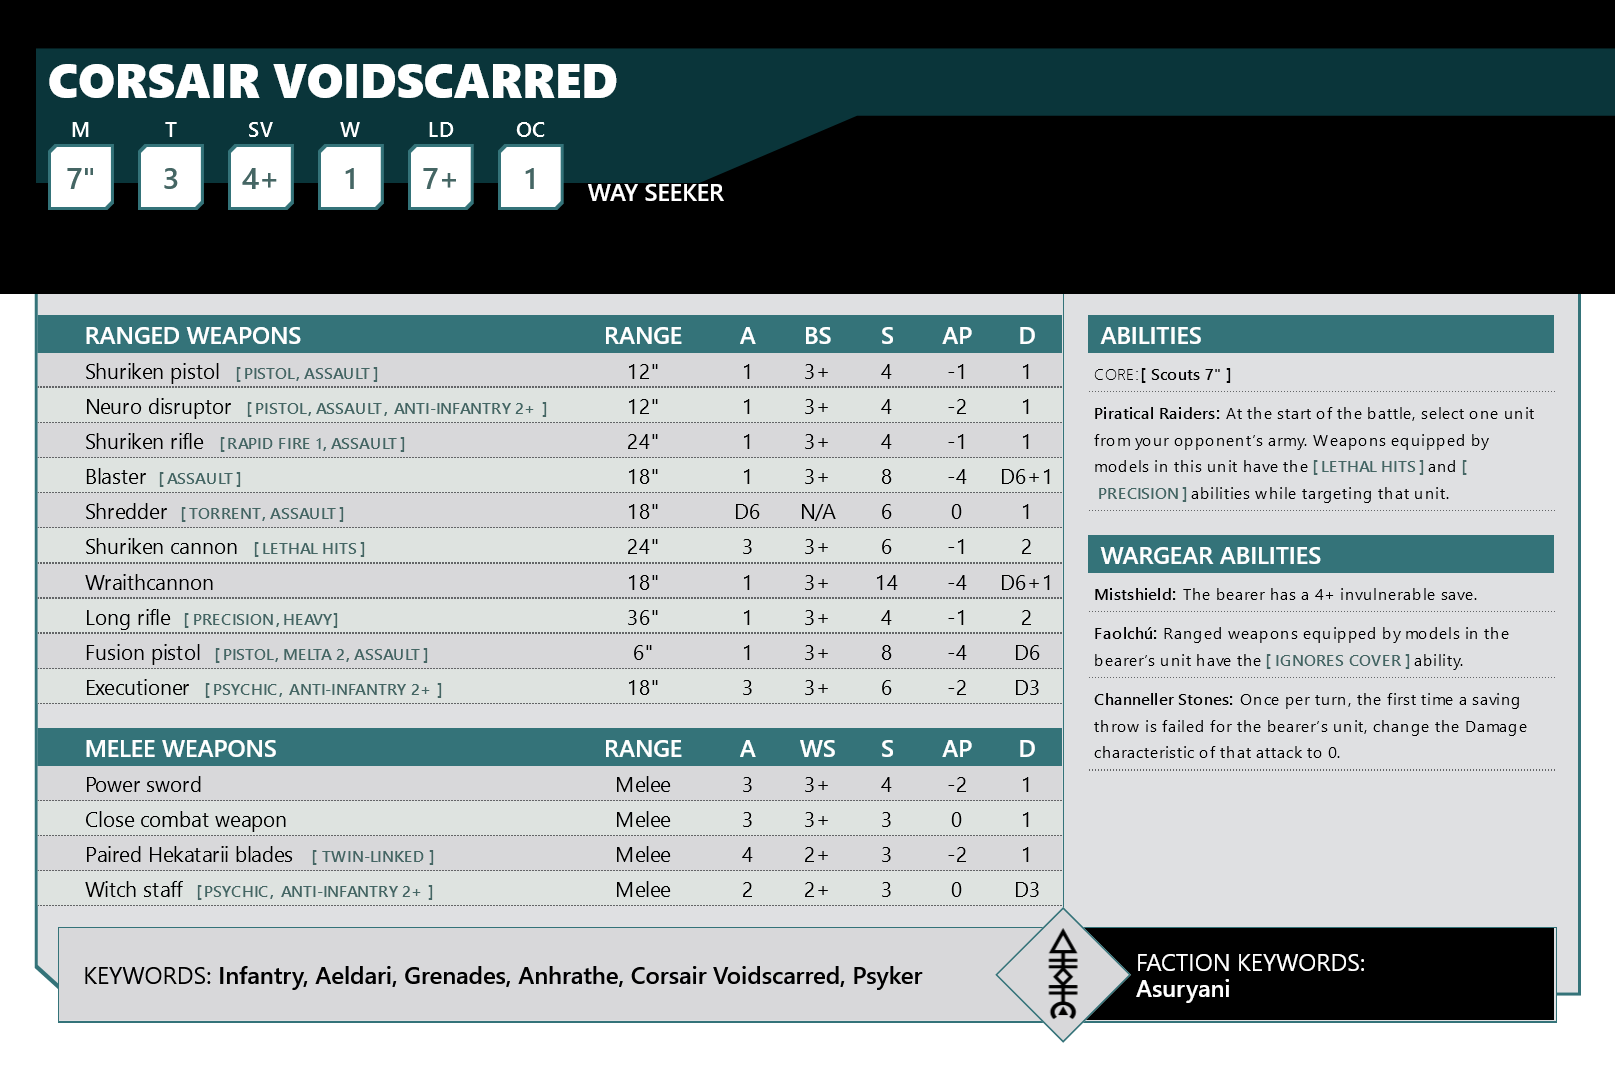 CORSAIR VOIDSCARRED
M T SV W LD OC
7" 3 4+ 1 7+ 1 WAY SEEKER
RANGED WEAPONS RANGE A BS S AP D
Shuriken pistol [PISTOL, ASSAULT] 12" 1 3+ 4 -1 1
Neuro disruptor [PISTOL, ASSAULT, ANTI-INFANTRY 2+ ] 12" 1 3+ 4 -2 1
Shuriken rifle [RAPID FIRE 1, ASSAULT] 24" 1 3+ 4 -1 1
Blaster [ASSAULT] 18" 1 3+ 8 -4 D6+1
Shredder [TORRENT, ASSAULT] 18" D6 N/A 6 0 1
Shuriken cannon [LETHAL HITS] 24" 3 3+ 6 -1 2
Wraithcannon 18" 1 3+ 14 -4 D6+1
Long rifle [PRECISION, HEAVY] 36" 1 3+ 4 -1 2
Fusion pistol [PISTOL, MELTA 2, ASSAULT] 6" 1 3+ 8 -4 D6
Executioner [PSYCHIC, ANTI-INFANTRY 2+ ] 18" 3 3+ 6 -2 D3
MELEE WEAPONS RANGE A WS S AP D
Power sword Melee 3 3+ 4 -2 1
Close combat weapon Melee 3 3+ 3 0 1
Paired Hekatarii blades [ TWIN-LINKED ] Melee 4 2+ 3 -2 1
Witch staff [PSYCHIC, ANTI-INFANTRY 2+ ] Melee 2 2+ 3 0 D3
ABILITIES
CORE:[ Scouts 7" ]
Piratical Raiders: At the start of the battle, select one unit
from your opponent's army. Weapons equipped by
models in this unit have the [LETHAL HITS] and [
PRECISION] abilities while targeting that unit.
WARGEAR ABILITIES
Mistshield: The bearer has a 4+ invulnerable save.
Faolchú: Ranged weapons equipped by models in the
bearer's unit have the [ IGNORES COVER ] ability.
Channeller Stones: Once per turn, the first time a saving
throw is failed for the bearer's unit, change the Damage
characteristic of that attack to 0.
KEYWORDS: Infantry, Aeldari, Grenades, Anhrathe, Corsair Voidscarred, Psyker
FACTION KEYWORDS:
Asuryani